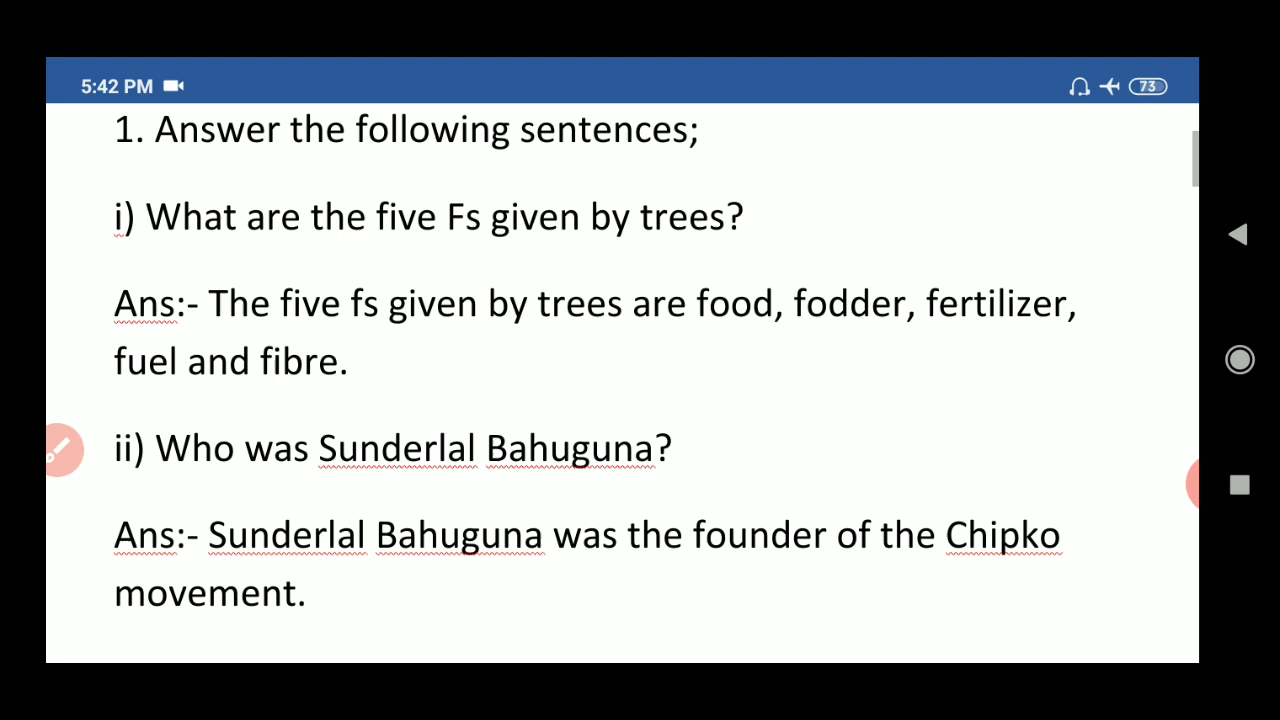 5:42 PM
73
1. Answer the following sentences;
i) What are the five Fs given by trees?
Ans:- The five fs given by trees are food, fodder, fertilizer,
fuel and fibre.
ii) Who was Sunderlal Bahuguna?
Ans:- Sunderlal Bahuguna was the founder of the Chipko
movement.